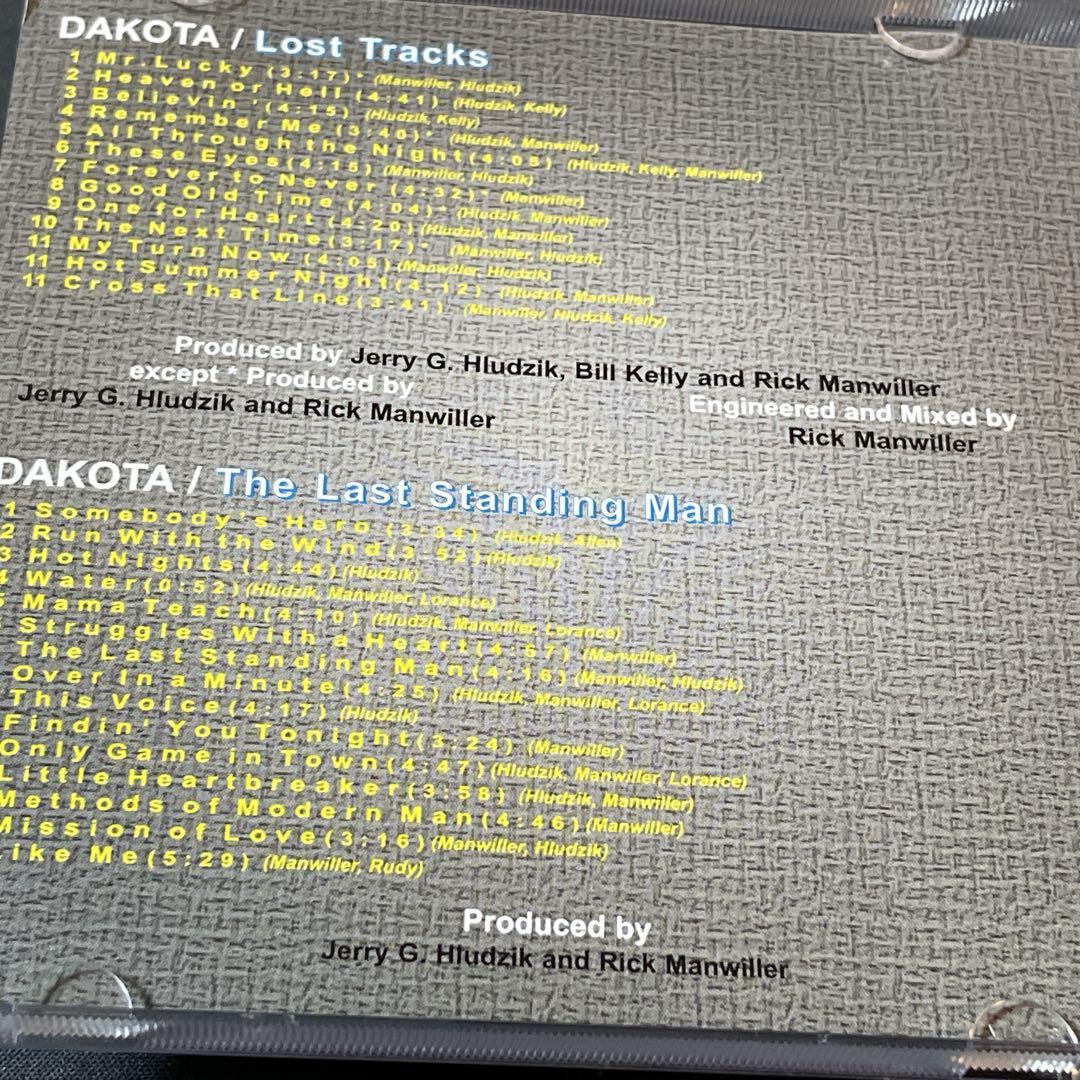 DAKOTA / Lost Tracks
1 Mr. Lucky (3:17)* (Manwiller, Hludzik)
2 Heaven or Hell (4:41) (Hludzik, Kelly)
3 Believin' (4:15) (Hludzik, Kelly)
4 Remember Me (3:40)* (Hludzik, Manwiller)
5 All Through the Night (4:05) (Hludzik, Kelly, Manwiller)
6 These Eyes (4:15) (Manwiller, Hludzik)
7 Forever to Never (4:32)* (Manwiller)
8 Good Old Time (4:04)* (Hludzik, Manwiller)
9 One for Heart (4:20) (Hludzik, Manwiller)
10 The Next Time (3:17)* (Manwiller, Hludzik)
11 My Turn Now (4:05) (Manwiller, Hludzik)
11 Hot Summer Night (4:12) (Hludzik, Manwiller)
11 Cross That Line (3:41) (Manwiller, Hludzik, Kelly)
Produced by Jerry G. Hludzik, Bill Kelly and Rick Manwiller
except * Produced by
Jerry G. Hludzik and Rick Manwiller
Engineered and Mixed by
Rick Manwiller
DAKOTA / The Last Standing Man
1 Somebody's Hero (3:34) (Hludzik, Allen)
2 Run With the Wind (3:52) (Hludzik)
3 Hot Nights (4:44) (Hludzik)
4 Water (0:52) (Hludzik, Manwiller, Lorance)
5 Mama Teach (4:10) (Hludzik, Manwiller, Lorance)
Struggles With a Heart (4:57) (Manwiller)
The Last Standing Man (4:16) (Manwiller, Hludzik)
Over In a Minute (4:25) (Hludzik, Manwiller, Lorance)
This Voice (4:17) (Hludzik)
Findin' You Tonight (3:24) (Manwiller)
Only Game in Town (4:47) (Hludzik, Manwiller, Lorance)
Little Heartbreaker (3:58) (Hludzik, Manwiller)
Methods of Modern Man (4:46) (Manwiller)
Mission of Love (3:16) (Manwiller, Hludzik)
Like Me (5:29) (Manwiller, Rudy)
Produced by
Jerry G. Hludzik and Rick Manwiller